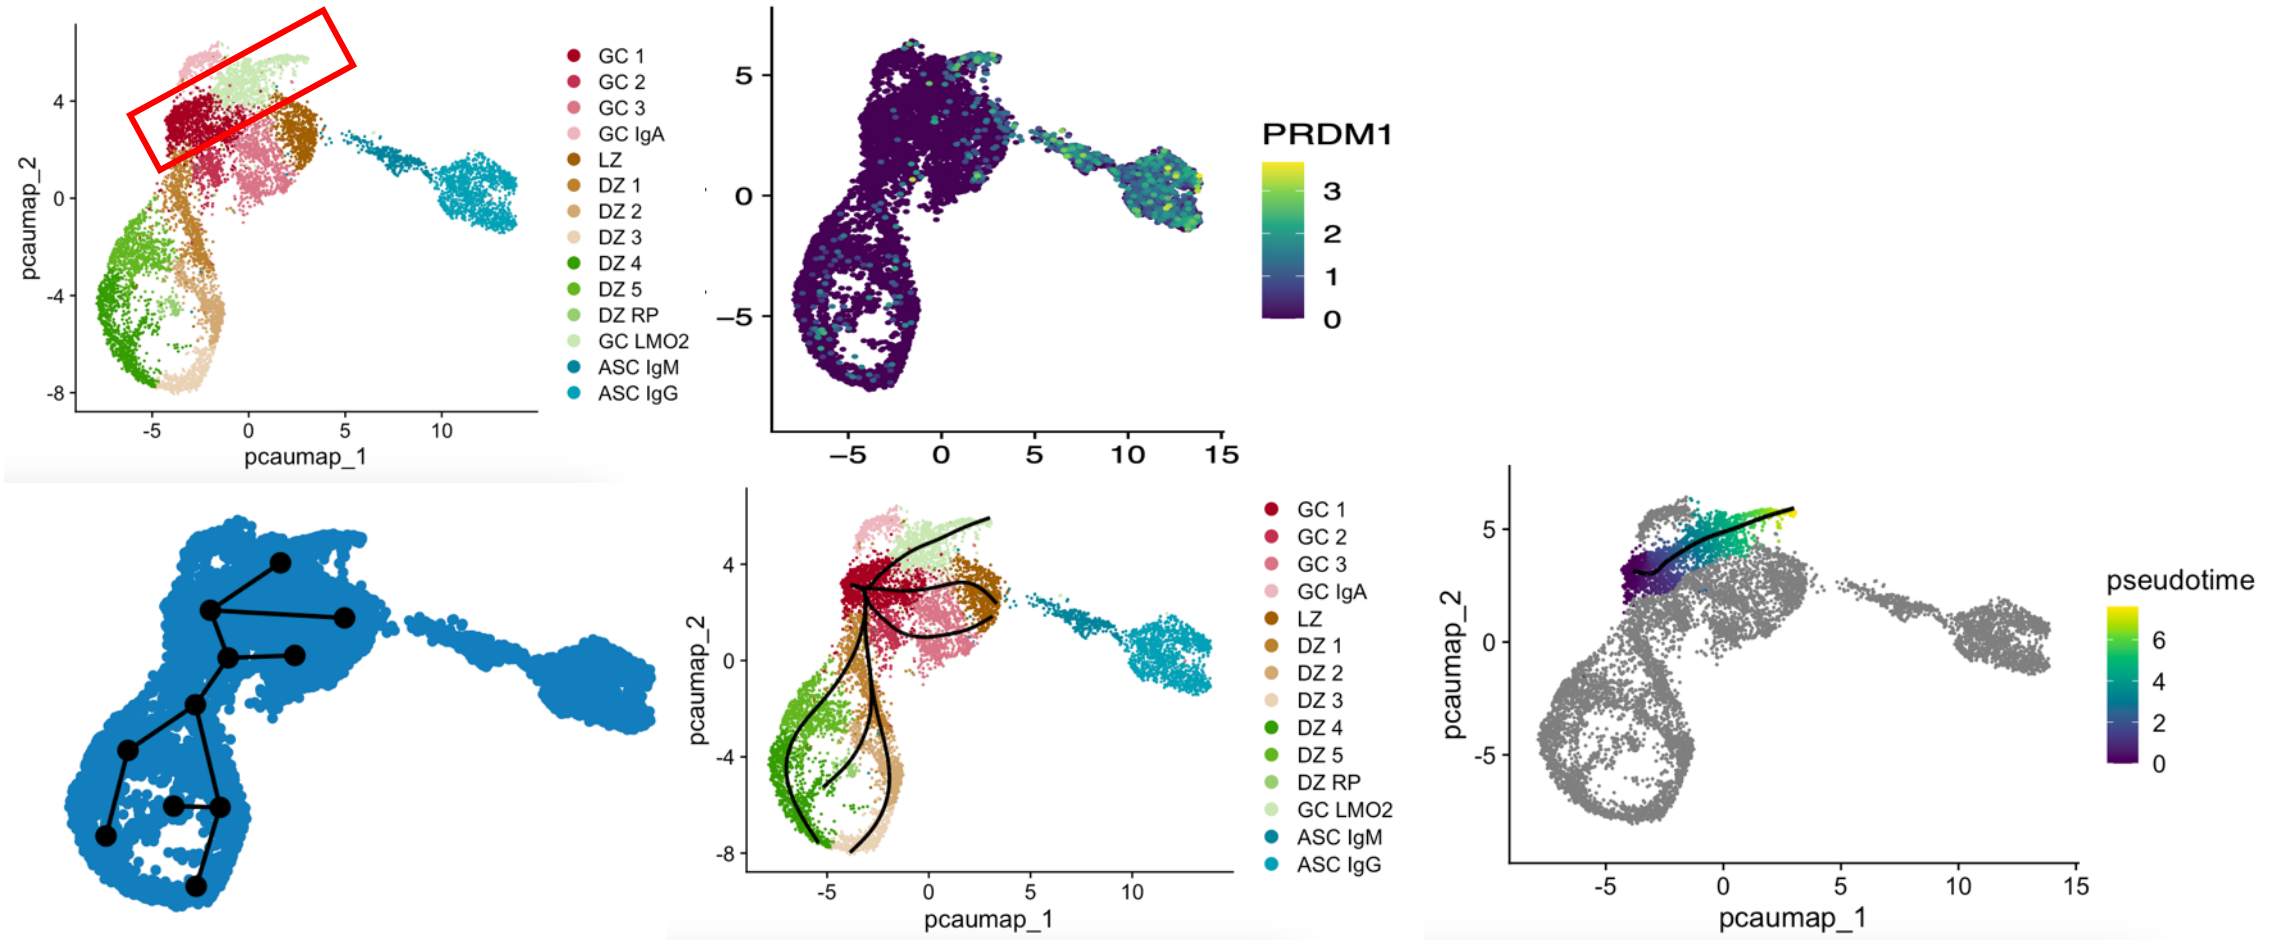 GC 1
GC 2
GC 3
GC IgA
LZ
DZ 1
DZ 2
DZ 3
DZ 4
DZ 5
DZ RP
GC LMO2
ASC IgM
ASC IgG
4
0
-4
-8
pcaumap_2
-5
0
5
10
pcaumap_1
5
0
−5
−5
0
5
10
15
PRDM1
3
2
1
0
4
0
-4
-8
pcaumap_2
-5
0
5
10
pcaumap_1
GC 1
GC 2
GC 3
GC IgA
LZ
DZ 1
DZ 2
DZ 3
DZ 4
DZ 5
DZ RP
GC LMO2
ASC IgM
ASC IgG
5
0
-5
pcaumap_2
-5
0
5
10
15
pcaumap_1
pseudotime
6
4
2
0